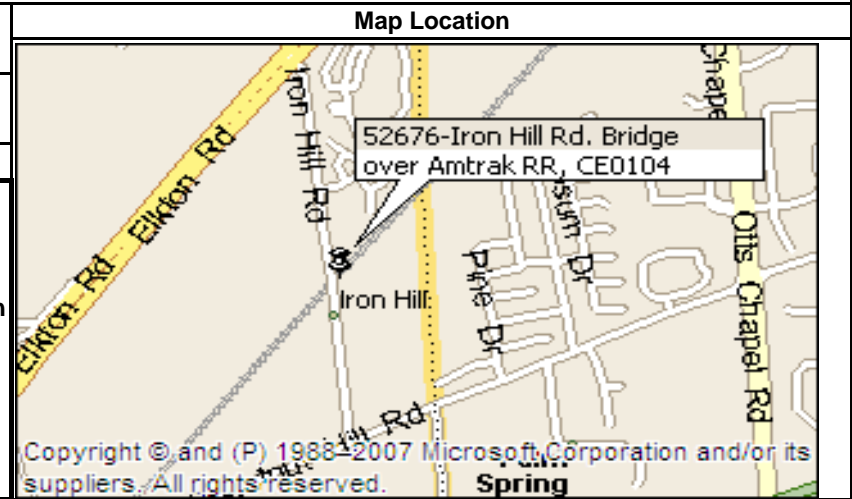 Map Location
Iron Hill Rd
Elkton Rd
52676-Iron Hill Rd. Bridge
over Amtrak RR, CE0104
Chape
sum Dr
Otts Chapel Rd
Elkton Rd
Pine Dr
Iron Hill
n
Hill Rd
Copyright © and (P) 1988–2007 Microsoft Corporation and/or its
suppliers. All rights reserved.
Spring